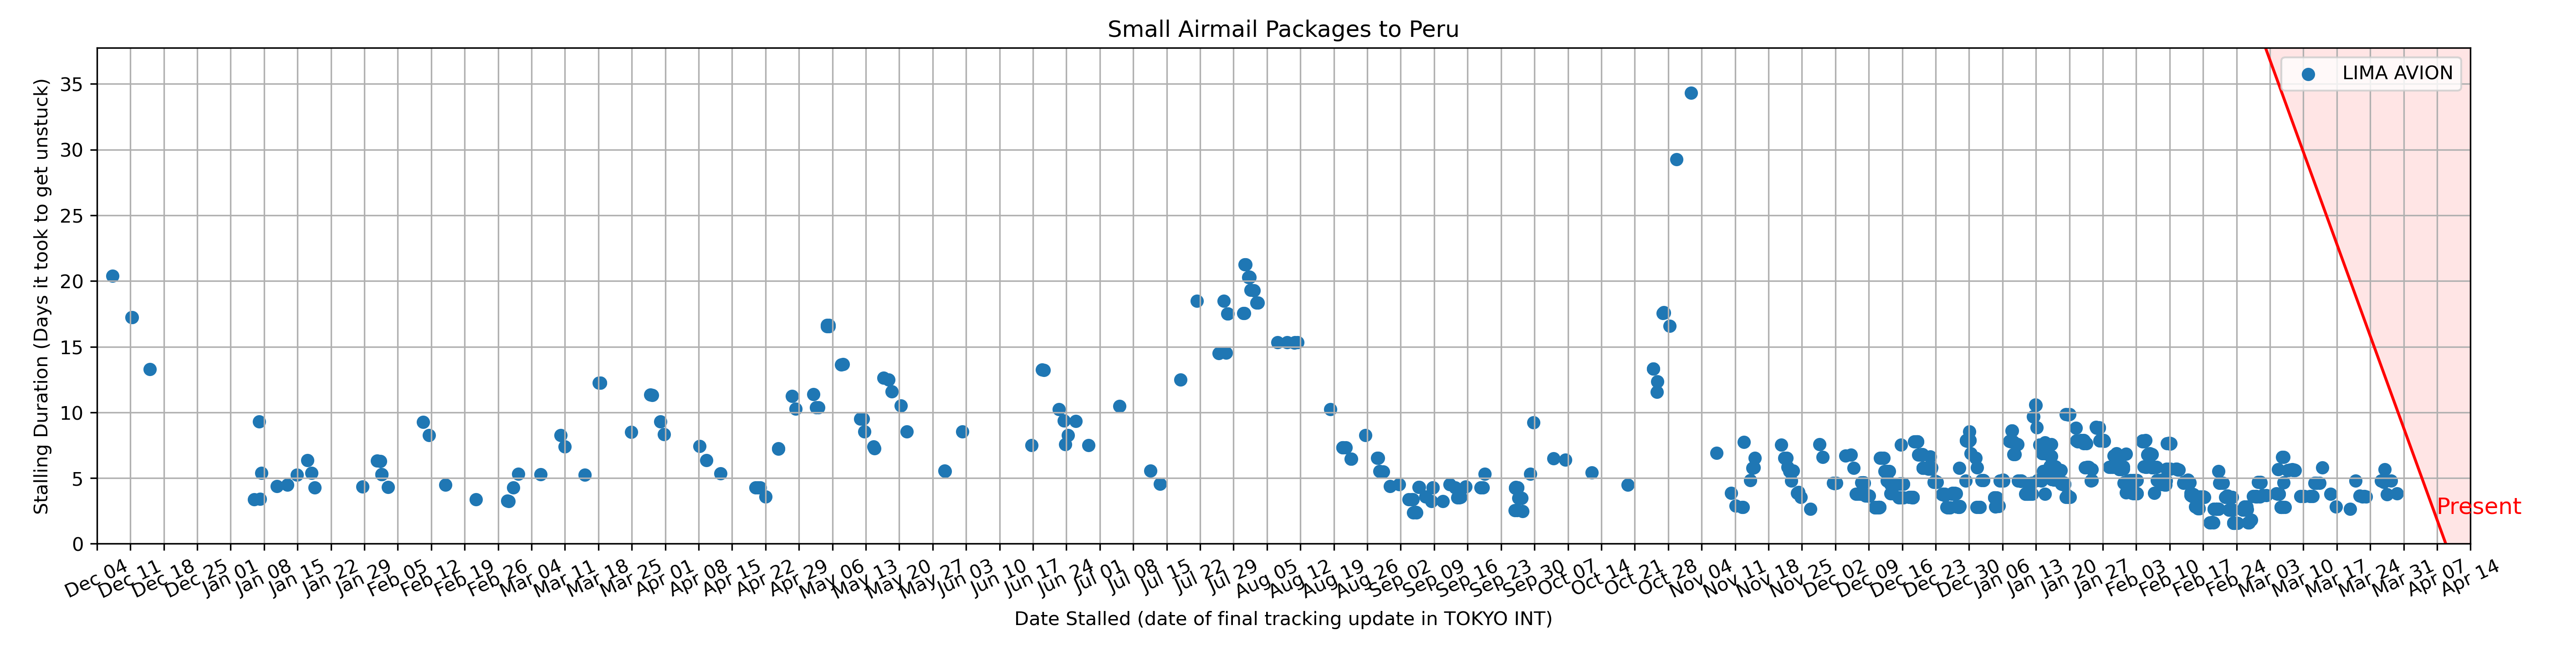 Small Airmail Packages to Peru
LIMA AVION
Stalling Duration (Days it took to get unstuck)
35
30
25
20
15
10
5
0
Present
Dec 04
Dec 11
Dec 18
Dec 25
Jan 01
Jan 08
Jan 15
Jan 22
Jan 29
Feb 05
Feb 12
Feb 19
Feb 26
Mar 04
Mar 11
Mar 18
Mar 25
Apr 01
Apr 08
Apr 15
Apr 22
Apr 29
May 06
May 13
May 20
May 27
Jun 03
Jun 10
Jun 17
Jun 24
Jul 01
Jul 08
Jul 15
Jul 22
Jul 29
Aug 05
Aug 12
Aug 19
Aug 26
Sep 02
Sep 09
Sep 16
Sep 23
Sep 30
Oct 07
Oct 14
Oct 21
Oct 28
Nov 04
Nov 11
Nov 18
Nov 25
Dec 02
Dec 09
Dec 16
Dec 23
Dec 30
Jan 06
Jan 13
Jan 20
Jan 27
Feb 03
Feb 10
Feb 17
Feb 24
Mar 03
Mar 10
Mar 17
Mar 24
Mar 31
Apr 07
Apr 14
Date Stalled (date of final tracking update in TOKYO INT)